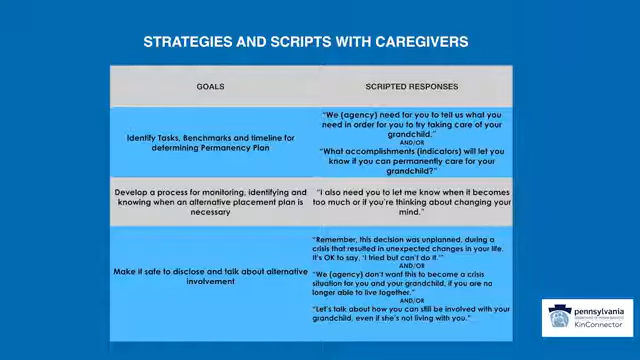 STRATEGIES AND SCRIPTS WITH CAREGIVERS
GOALS
SCRIPTED RESPONSES
Identify Tasks, Benchmarks and timeline for
determining Permanency Plan
"We (agency) need for you to tell us what you
need in order for you to try taking care of your
grandchild."
AND/OR
"What accomplishments (indicators) will let you
know if you can permanently care for your
grandchild?"
Develop a process for monitoring, identifying and
knowing when an alternative placement plan is
necessary
"I also need you to let me know when it becomes
too much or if you're thinking about changing your
mind."
Make it safe to disclose and talk about alternative
involvement
"Remember, this decision was unplanned, during a
crisis that resulted in unexpected changes in your life.
It's OK to say, 'I tried but can't do it.'"
AND/OR
"We (agency) don't want this to become a crisis
situation for you and your grandchild, if you are no
longer able to live together."
AND/OR
"Let's talk about how you can still be involved with your
grandchild, even if she's not living with you."
pennsylvania
KinConnector